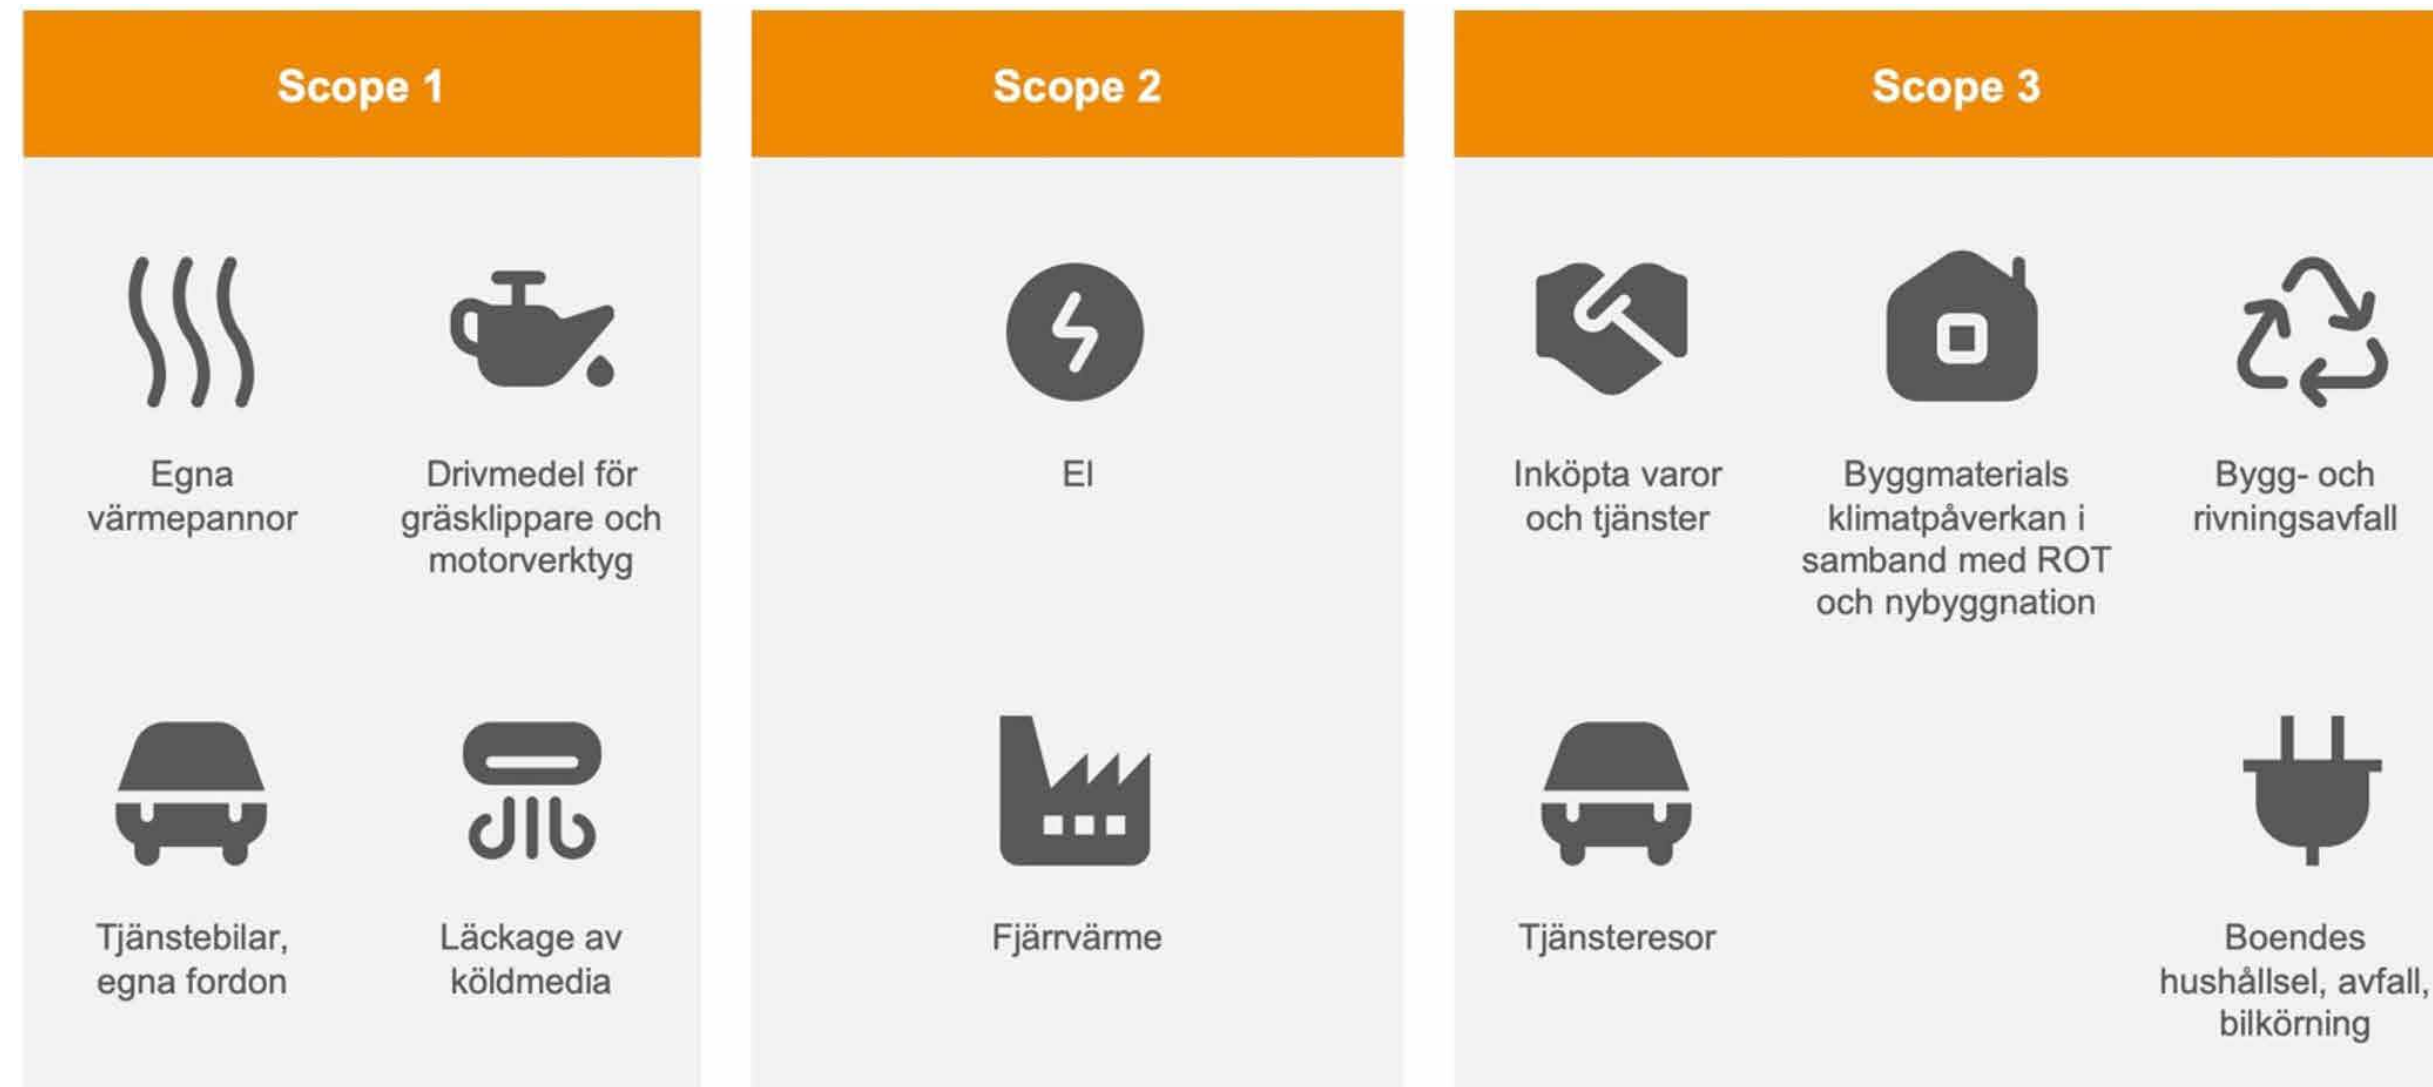 Scope 1
Egna
värmepannor
Drivmedel för
gräsklippare och
motorverktyg
Tjänstebilar,
egna fordon
Läckage av
köldmedia
Scope 2
El
Fjärrvärme
Scope 3
Inköpta varor
och tjänster
Byggmaterials
klimatpåverkan i
samband med ROT
och nybyggnation
Bygg- och
rivningsavfall
Tjänsteresor
Boendes
hushållsel, avfall,
bilkörning